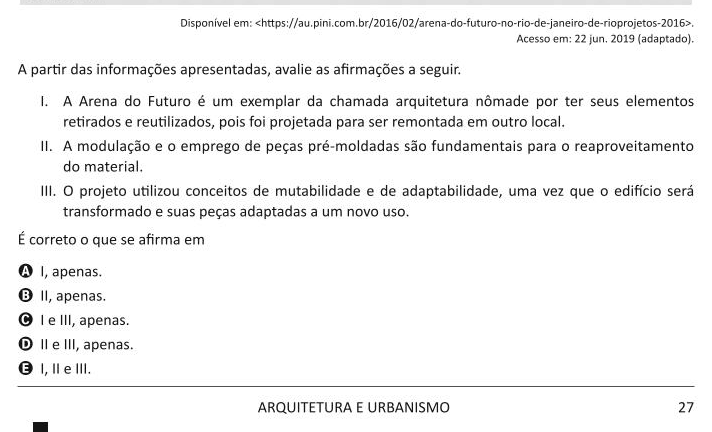 Disponível em: <https://au.pini.com.br/2016/02/arena-do-futuro-no-rio-de-janeiro-de-rioprojetos-2016>.
Acesso em: 22 jun. 2019 (adaptado).
A partir das informações apresentadas, avalie as afirmações a seguir.
I. A Arena do Futuro é um exemplar da chamada arquitetura nômade por ter seus elementos
retirados e reutilizados, pois foi projetada para ser remontada em outro local.
II. A modulação e o emprego de peças pré-moldadas são fundamentais para o reaproveitamento
do material.
III. O projeto utilizou conceitos de mutabilidade e de adaptabilidade, uma vez que o edifício será
transformado e suas peças adaptadas a um novo uso.
É correto o que se afirma em
A I, apenas.
B II, apenas.
C I e III, apenas.
D II e III, apenas.
E I, II e III.
ARQUITETURA E URBANISMO 27